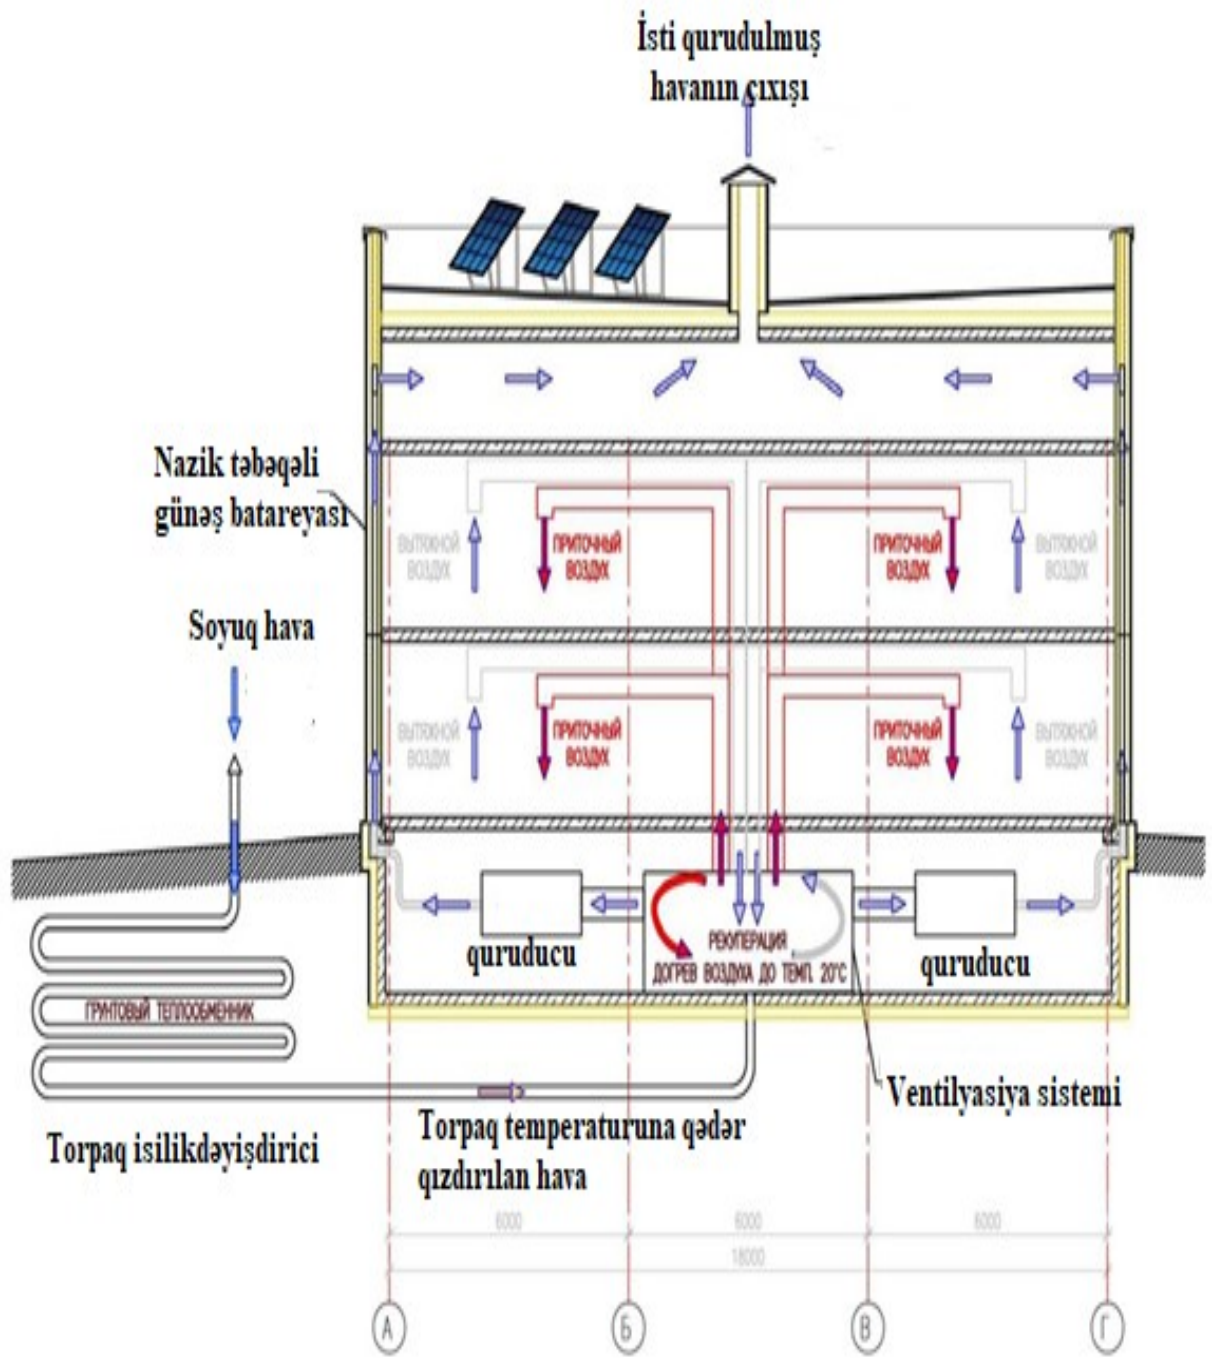 İsti qurudulmuş
havanın çıxışı
Nazik təbəqəli
günəş batareyası
ВЫТЯЖНОЙ
ВОЗДУХ
ПРИТОЧНЫЙ
ВОЗДУХ
ПРИТОЧНЫЙ
ВОЗДУХ
ВЫТЯЖНОЙ
ВОЗДУХ
Soyuq hava
ВЫТЯЖНОЙ
ВОЗДУХ
ПРИТОЧНЫЙ
ВОЗДУХ
ПРИТОЧНЫЙ
ВОЗДУХ
ВЫТЯЖНОЙ
ВОЗДУХ
quruducu
РЕКУПЕРАЦИЯ
ДОГРЕВ ВОЗДУХА ДО ТЕМП. 20°С
quruducu
ГРУНТОВЫЙ ТЕПЛООБМЕННИК
Ventilyasiya sistemi
Torpaq isilikdəyişdirici
Torpaq temperaturuna qədər
qızdırılan hava
6000
6000
6000
18000
А
Б
В
Г